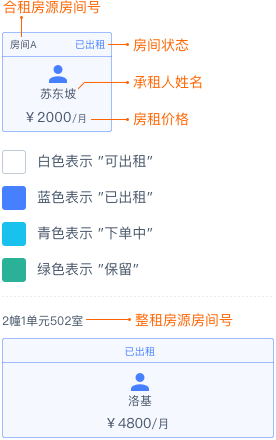 合租房源房间号
房间A 已出租 房间状态
苏东坡 承租人姓名
￥2000/月 房租价格
白色表示 ”可出租”
蓝色表示 ”已出租”
青色表示 ”下单中”
绿色表示 ”保留”
2幢1单元502室 整租房源房间号
已出租
洛基
￥4800/月